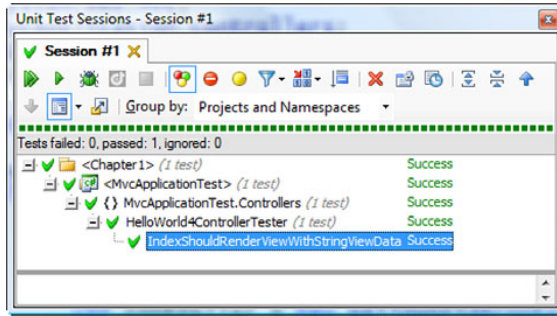 Unit Test Sessions - Session #1
Session #1
Group by: Projects and Namespaces
Tests failed: 0, passed: 1, ignored: 0
<Chapter1> (1 test) Success
<MvcApplicationTest> (1 test) Success
{} MvcApplicationTest.Controllers (1 test) Success
HelloWorld4ControllerTester (1 test) Success
IndexShouldRenderViewWithStringViewData Success